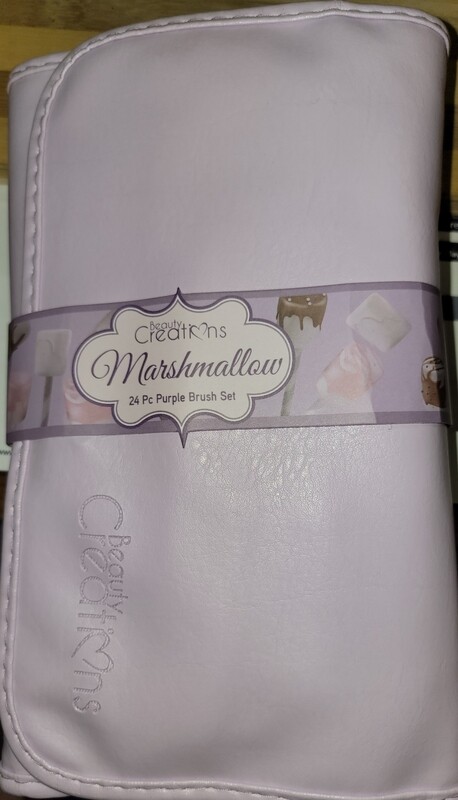 Beauty
Creations
Marshmallow
24 Pc Purple Brush Set
Beauty
Creations